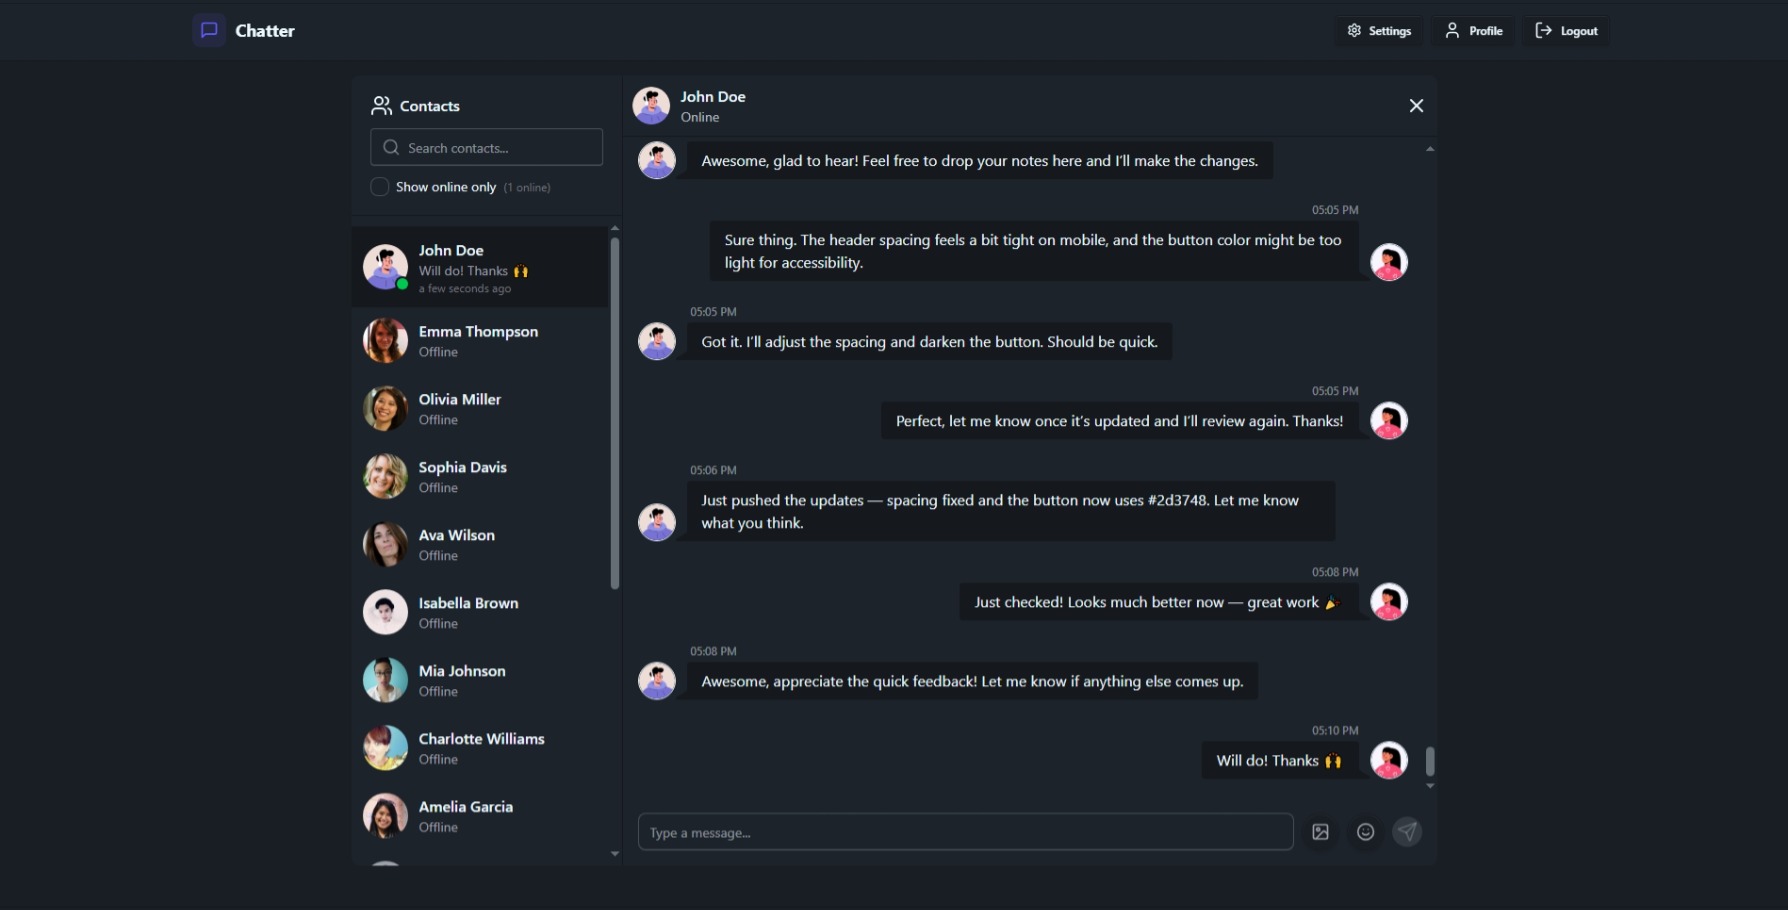 Chatter
Settings
Profile
Logout
Contacts
Search contacts...
Show online only (1 online)
John Doe
Will do! Thanks 🙌
a few seconds ago
Emma Thompson
Offline
Olivia Miller
Offline
Sophia Davis
Offline
Ava Wilson
Offline
Isabella Brown
Offline
Mia Johnson
Offline
Charlotte Williams
Offline
Amelia Garcia
Offline
John Doe
Online
Awesome, glad to hear! Feel free to drop your notes here and I’ll make the changes.
05:05 PM
Sure thing. The header spacing feels a bit tight on mobile, and the button color might be too
light for accessibility.
05:05 PM
Got it. I’ll adjust the spacing and darken the button. Should be quick.
05:05 PM
Perfect, let me know once it’s updated and I’ll review again. Thanks!
05:06 PM
Just pushed the updates — spacing fixed and the button now uses #2d3748. Let me know
what you think.
05:08 PM
Just checked! Looks much better now — great work 🎉
05:08 PM
Awesome, appreciate the quick feedback! Let me know if anything else comes up.
05:10 PM
Will do! Thanks 🙌
Type a message...